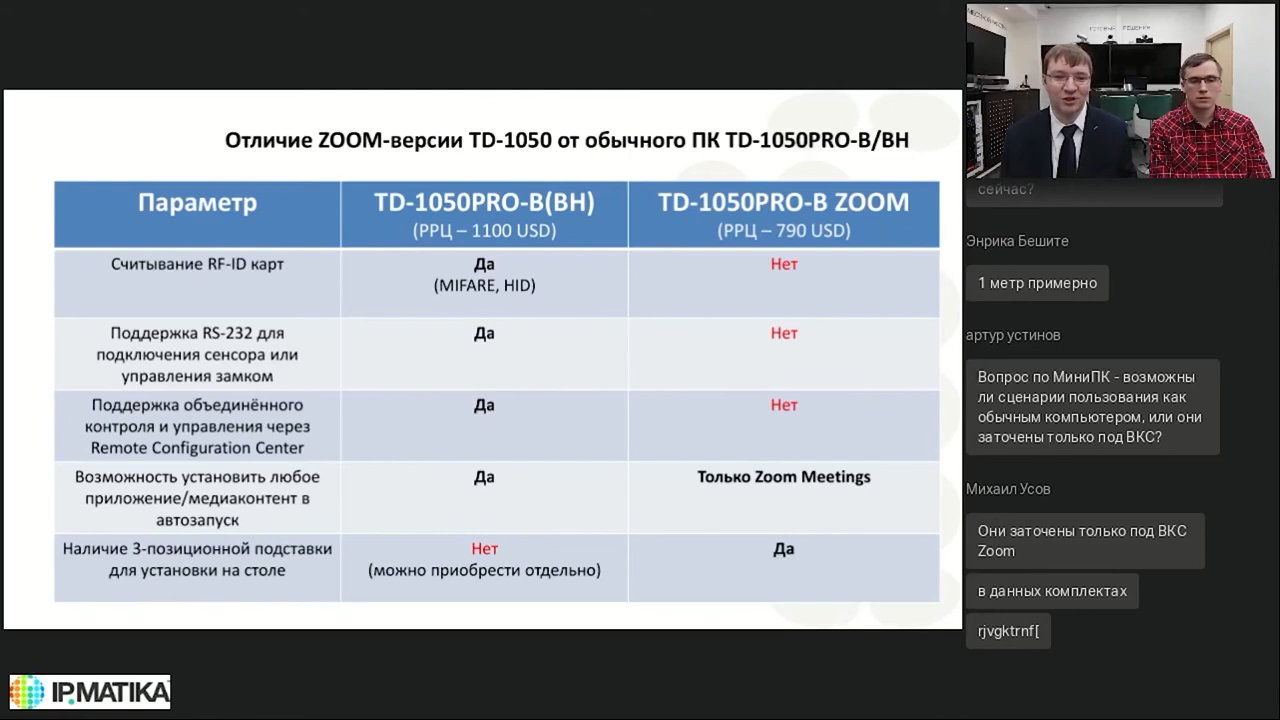 Отличие ZOOM-версии TD-1050 от обычного ПК TD-1050PRO-B/BH
Параметр
TD-1050PRO-B(BH)
(РРЦ – 1100 USD)
TD-1050PRO-B ZOOM
(РРЦ – 790 USD)
Считывание RF-ID карт
Да
(MIFARE, HID)
Нет
Поддержка RS-232 для
подключения сенсора или
управления замком
Да
Нет
Поддержка объединённого
контроля и управления через
Remote Configuration Center
Да
Нет
Возможность установить любое
приложение/медиаконтент в
автозапуск
Да
Только Zoom Meetings
Наличие 3-позиционной подставки
для установки на столе
Нет
(можно приобрести отдельно)
Да
IPMATIKA
сейчас?
Энрика Бешите
1 метр примерно
артур устинов
Вопрос по МиниПК - возможны
ли сценарии пользования как
обычным компьютером, или они
заточены только под ВКС?
Михаил Усов
Они заточены только под ВКС
Zoom
в данных комплектах
rjvgktrnf[